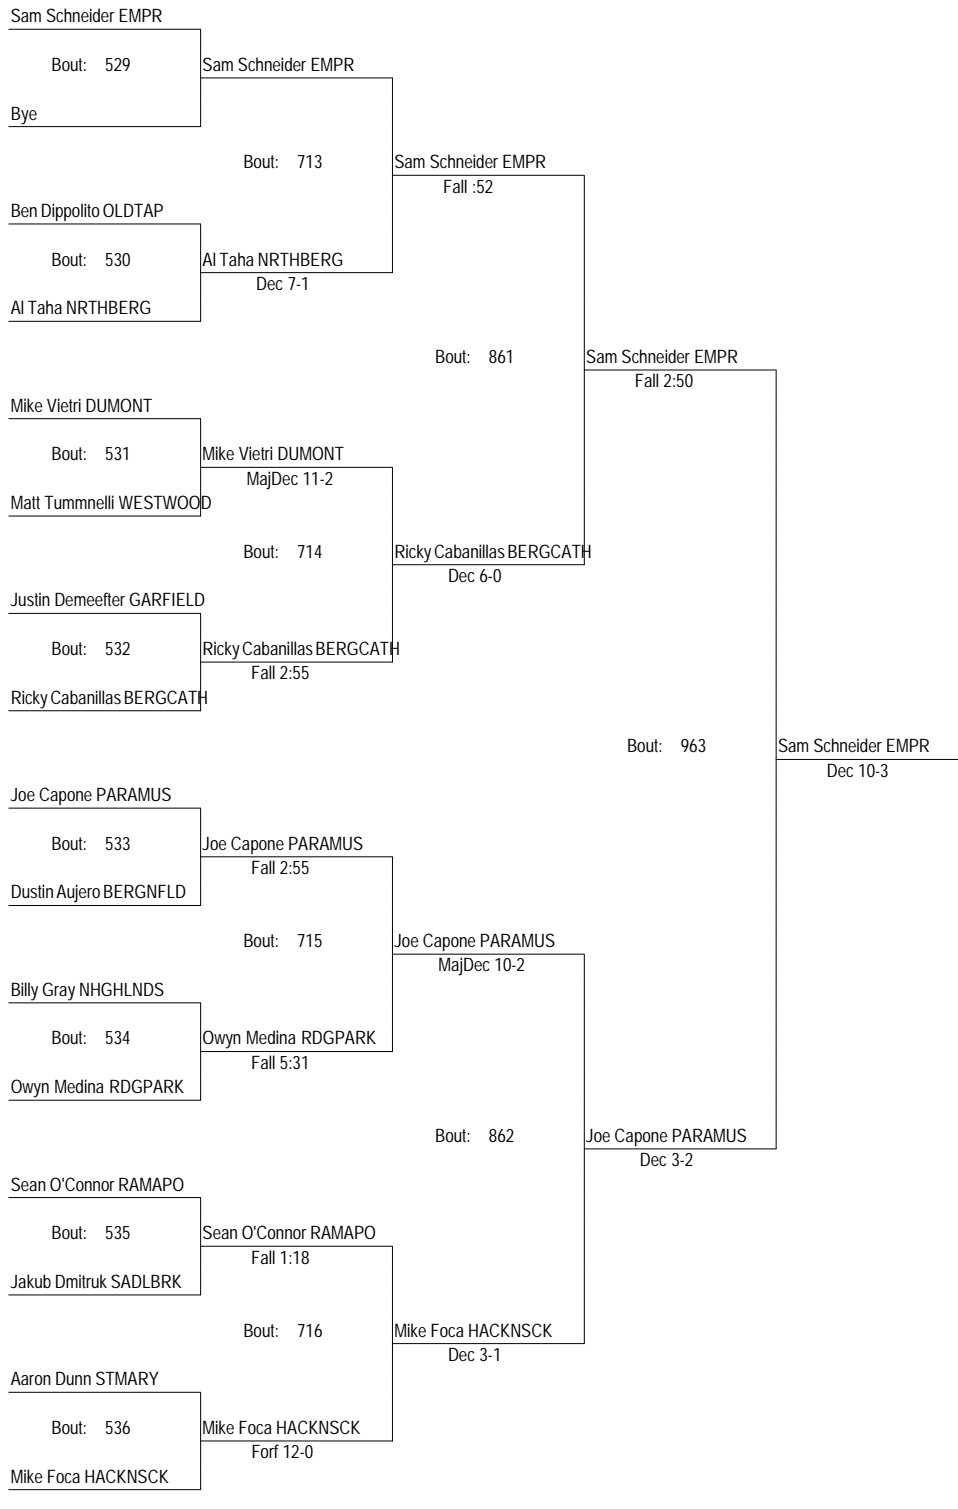 Sam Schneider EMPR
Bout: 529
Sam Schneider EMPR
Bye
Bout: 713
Sam Schneider EMPR
Fall :52
Ben Dippolito OLDTAP
Bout: 530
Al Taha NRTHBERG
Dec 7-1
Al Taha NRTHBERG
Bout: 861
Sam Schneider EMPR
Fall 2:50
Mike Vietri DUMONT
Bout: 531
Mike Vietri DUMONT
MajDec 11-2
Matt Tummnelli WESTWOOD
Bout: 714
Ricky Cabanillas BERGCATH
Dec 6-0
Justin Demeefter GARFIELD
Bout: 532
Ricky Cabanillas BERGCATH
Fall 2:55
Ricky Cabanillas BERGCATH
Bout: 963
Sam Schneider EMPR
Dec 10-3
Joe Capone PARAMUS
Bout: 533
Joe Capone PARAMUS
Fall 2:55
Dustin Aujero BERGNFLD
Bout: 715
Joe Capone PARAMUS
MajDec 10-2
Billy Gray NHGHLNDS
Bout: 534
Owyn Medina RDGPARK
Fall 5:31
Owyn Medina RDGPARK
Bout: 862
Joe Capone PARAMUS
Dec 3-2
Sean O'Connor RAMAPO
Bout: 535
Sean O'Connor RAMAPO
Fall 1:18
Jakub Dmitruk SADLBRK
Bout: 716
Mike Foca HACKNSCK
Dec 3-1
Aaron Dunn STMARY
Bout: 536
Mike Foca HACKNSCK
Forf 12-0
Mike Foca HACKNSCK